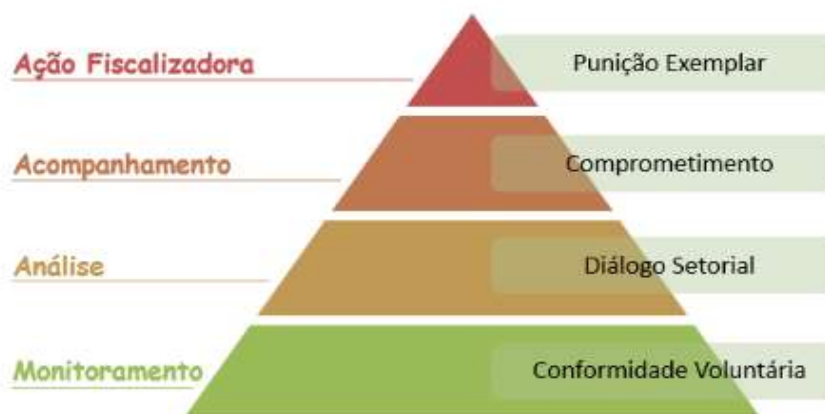 Ação Fiscalizadora
Punição Exemplar
Acompanhamento
Comprometimento
Análise
Diálogo Setorial
Monitoramento
Conformidade Voluntária